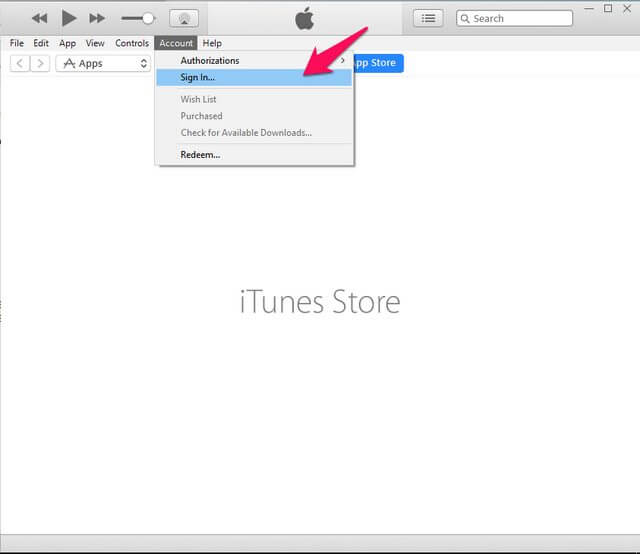 Search
File Edit App View Controls Account Help
Apps
App Store
Authorizations
Sign In...
Wish List
Purchased
Check for Available Downloads...
Redeem...
iTunes Store